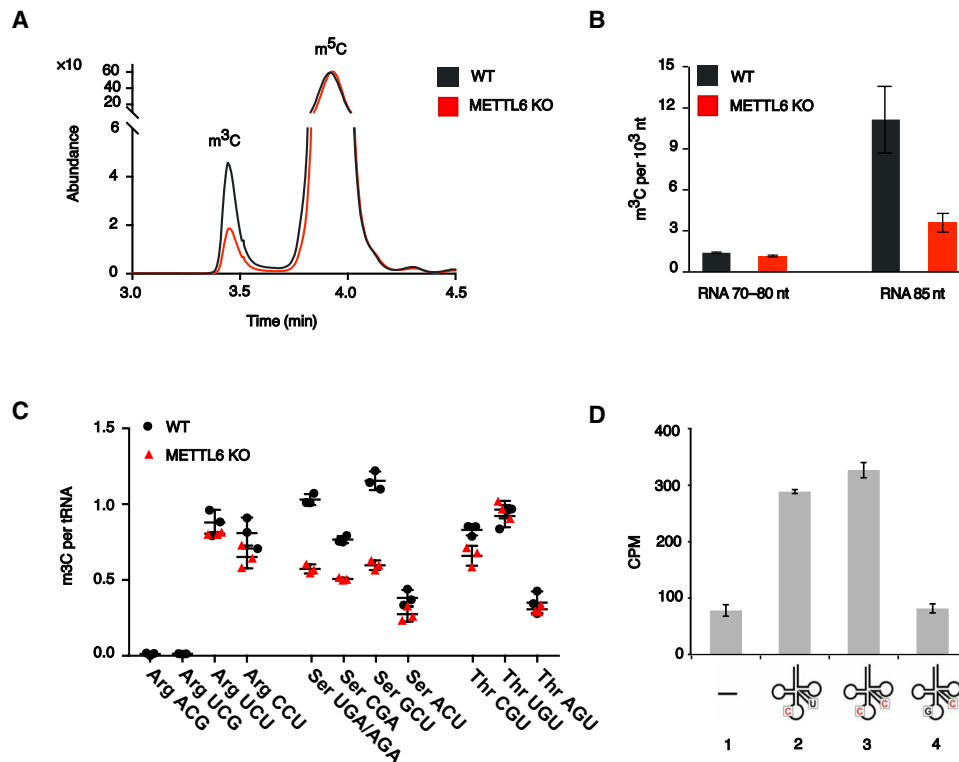 A
×10
60
40
20
6
4
2
0
Abundance
m³C
m⁵C
WT
METTL6 KO
3.0 3.5 4.0 4.5
Time (min)
B
15
12
9
6
3
0
m³C per 10³ nt
WT
METTL6 KO
RNA 70–80 nt RNA 85 nt
C
1.5
1.0
0.5
0.0
m3C per tRNA
WT
METTL6 KO
Arg ACG
Arg UCG
Arg UCU
Arg CCU
Ser UGA/AGA
Ser CGA
Ser GCU
Ser ACU
Thr CGU
Thr UGU
Thr AGU
D
400
300
200
100
0
CPM
– C U C C G C
1 2 3 4